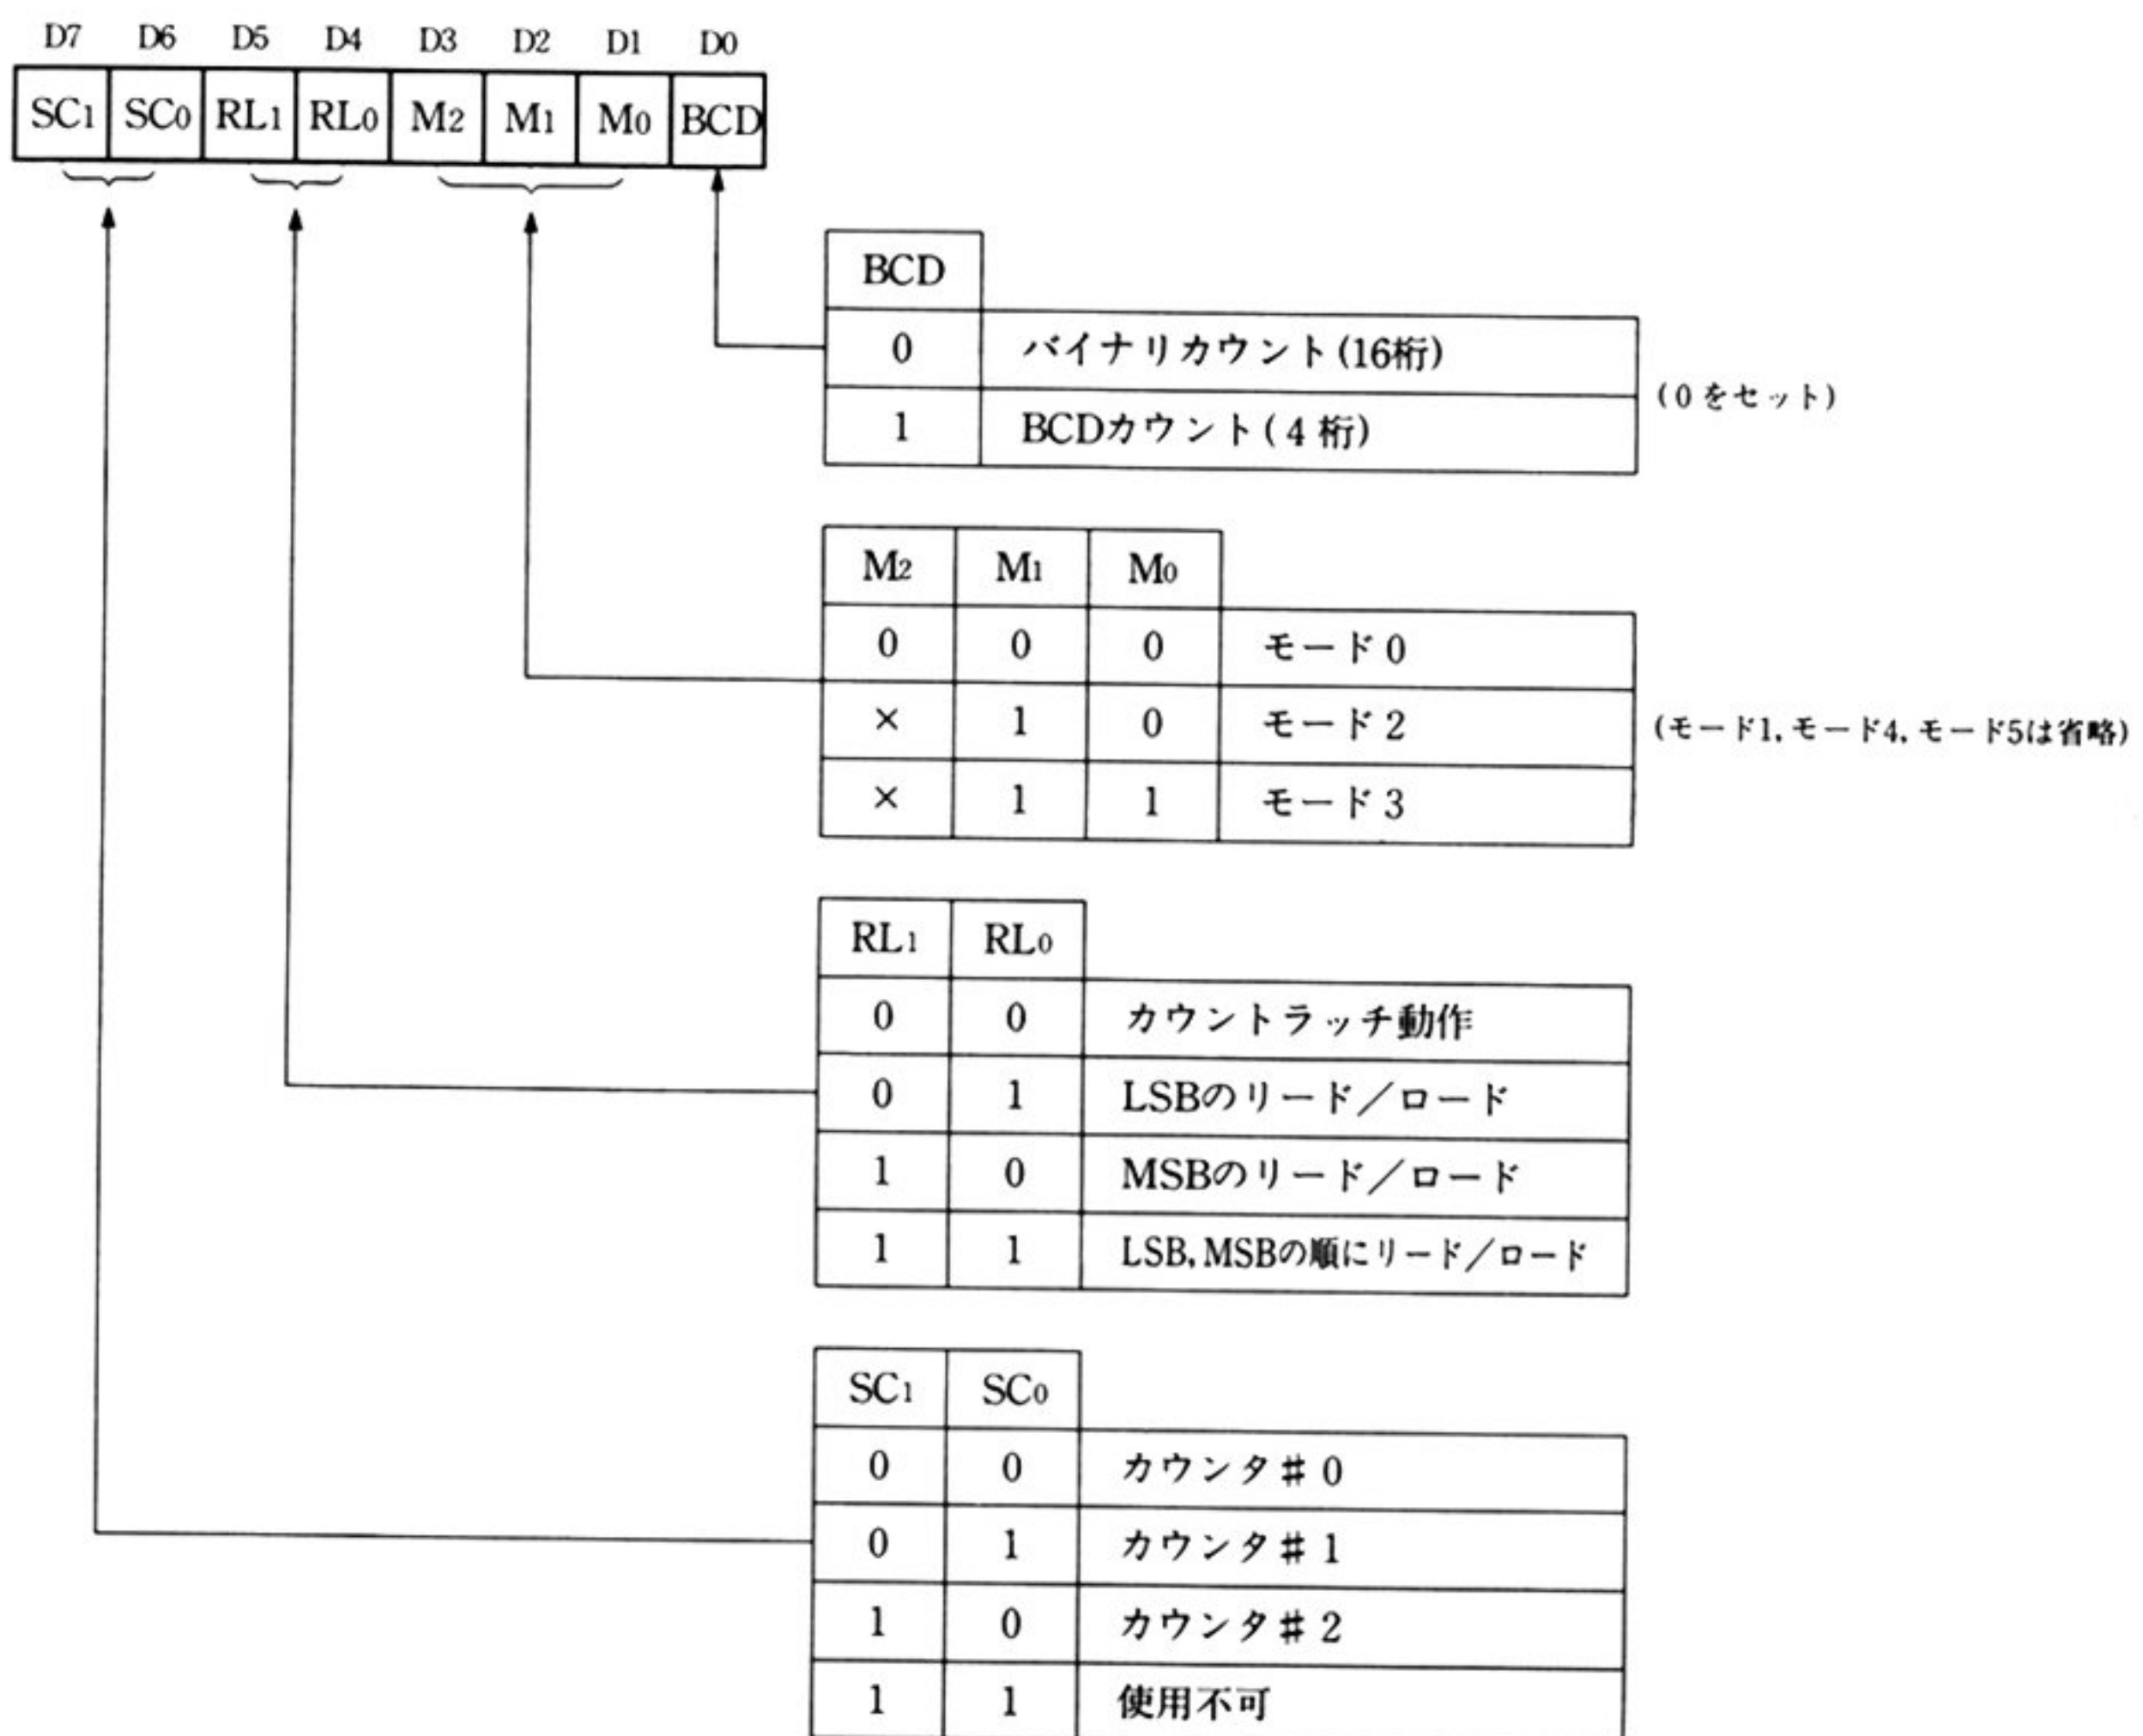 D7 D6 D5 D4 D3 D2 D1 D0
SC1 SC0 RL1 RL0 M2 M1 M0 BCD
BCD
0 バイナリカウント(16桁)
1 BCDカウント(4桁)
(0をセット)
M2 M1 M0
0 0 0 モード0
× 1 0 モード2
× 1 1 モード3
(モード1,モード4,モード5は省略)
RL1 RL0
0 0 カウントラッチ動作
0 1 LSBのリード／ロード
1 0 MSBのリード／ロード
1 1 LSB,MSBの順にリード／ロード
SC1 SC0
0 0 カウンタ#0
0 1 カウンタ#1
1 0 カウンタ#2
1 1 使用不可